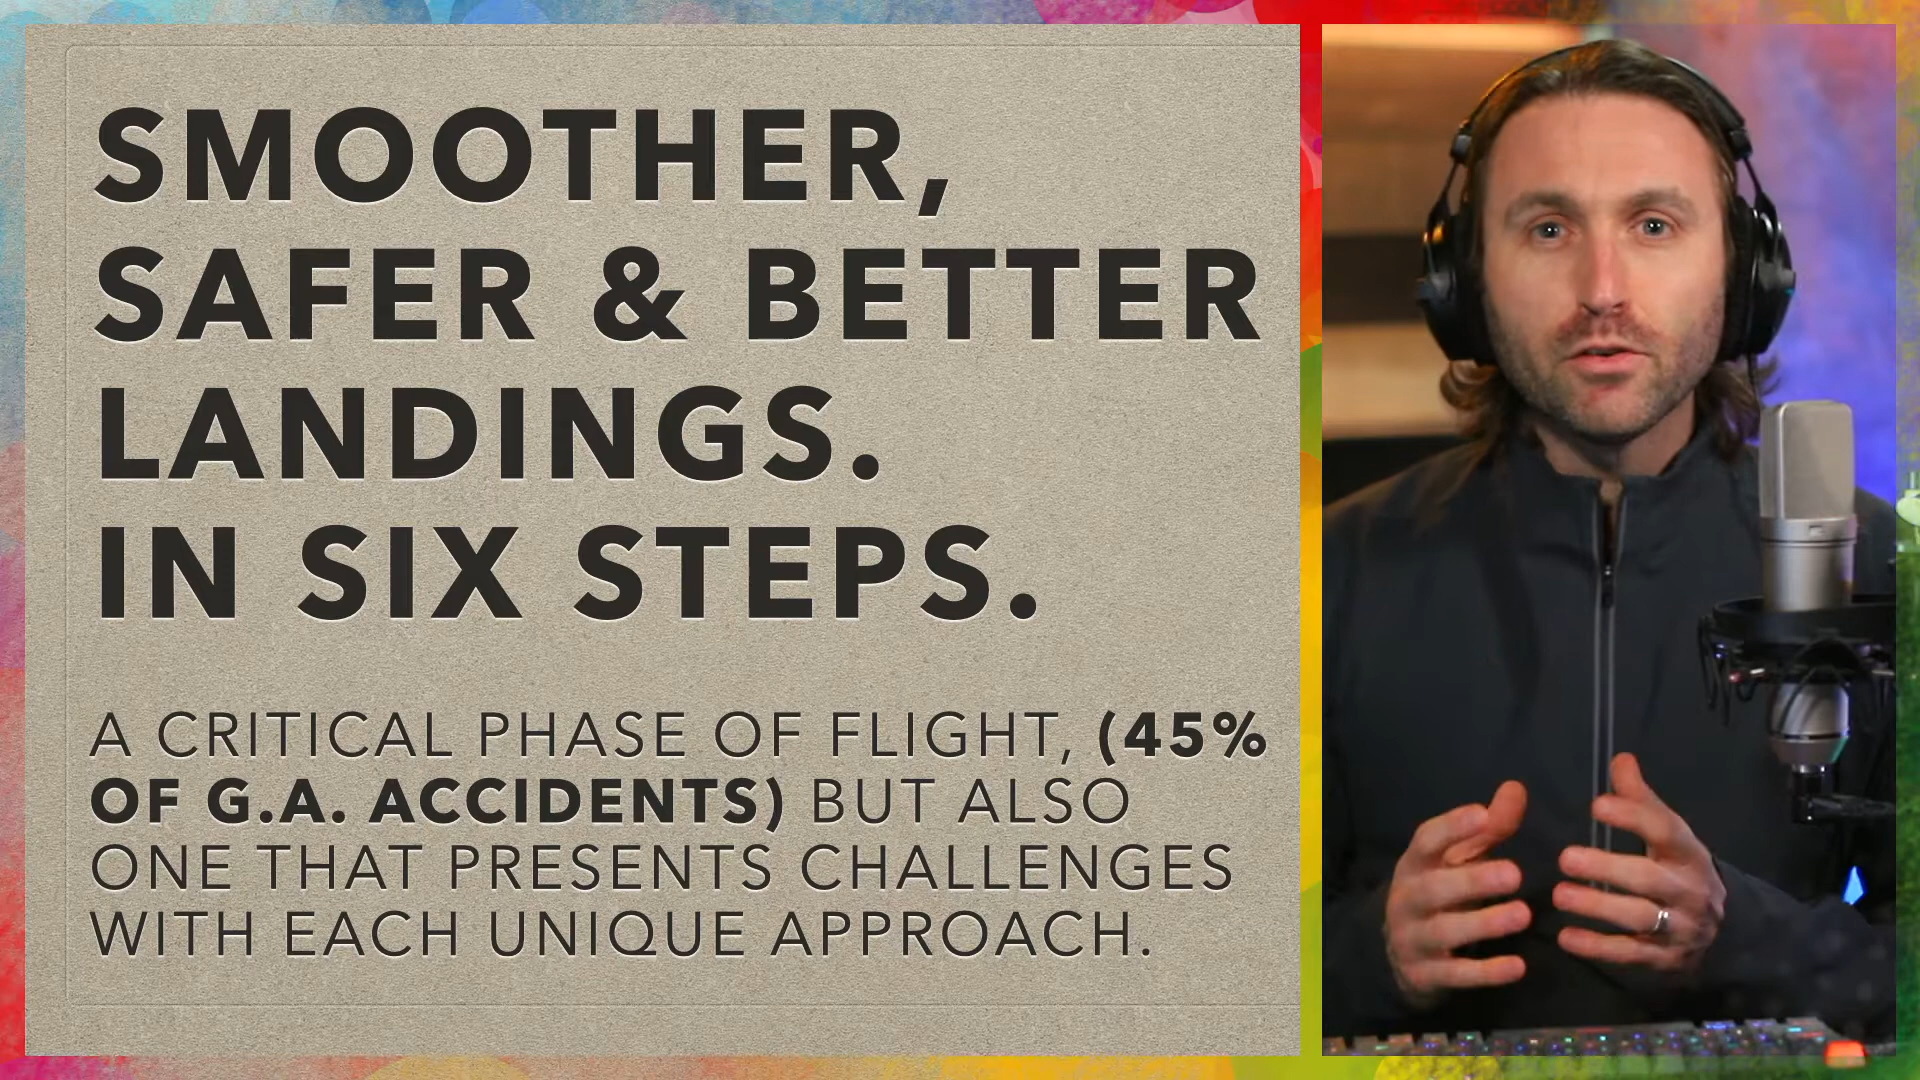 SMOOTHER,
SAFER & BETTER
LANDINGS.
IN SIX STEPS.
A CRITICAL PHASE OF FLIGHT, (45%
OF G.A. ACCIDENTS) BUT ALSO
ONE THAT PRESENTS CHALLENGES
WITH EACH UNIQUE APPROACH.